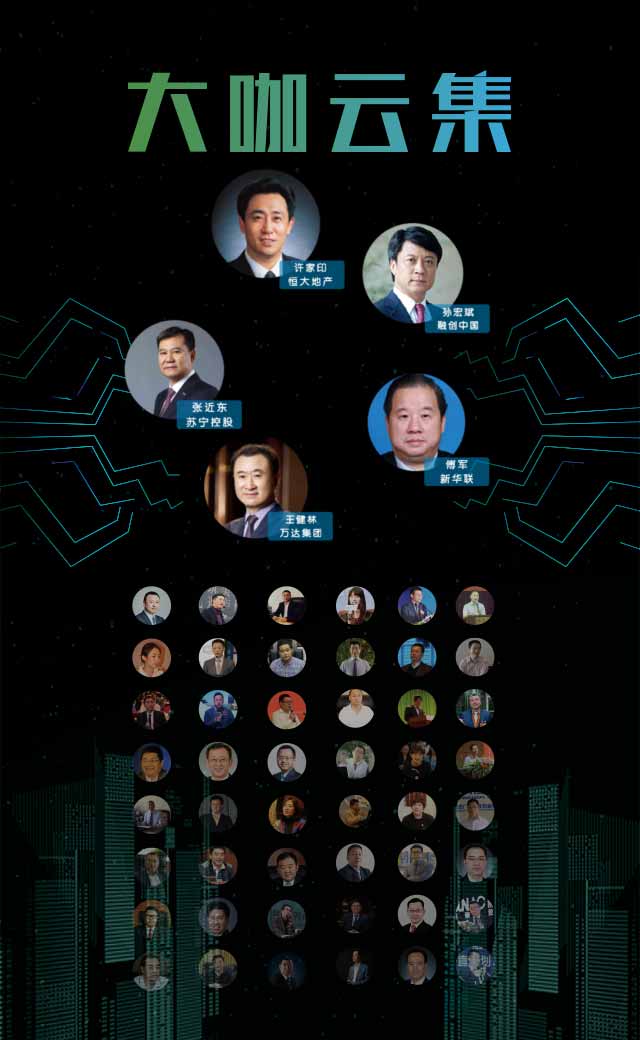 大咖云集
许家印
恒大地产
孙宏斌
融创中国
张近东
苏宁控股
傅军
新华联
王健林
万达集团